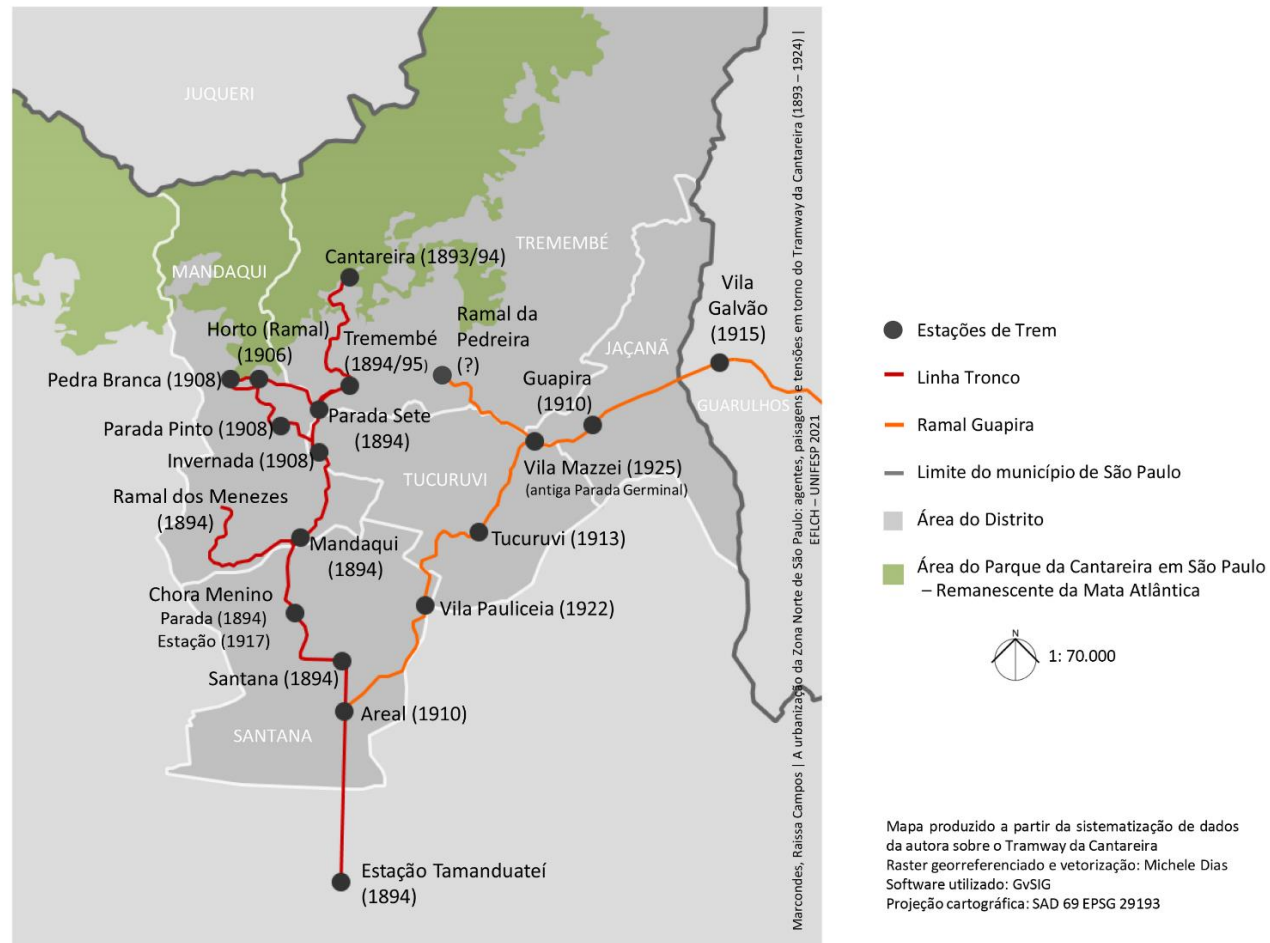 JUQUERI
MANDAQUI
TREMEMBÉ
Cantareira (1893/94)
Horto (Ramal)
(1906)
Tremembé
(1894/95)
Ramal da
Pedreira
(?)
Vila
Galvão
(1915)
JAÇANÃ
Pedra Branca (1908)
Guapira
(1910)
GUARULHOS
Parada Sete
(1894)
Parada Pinto (1908)
Invernada (1908)
TUCURUVI
Vila Mazzei (1925)
(antiga Parada Germinal)
Ramal dos Menezes
(1894)
Mandaqui
(1894)
Tucuruvi (1913)
Chora Menino
Parada (1894)
Estação (1917)
Vila Pauliceia (1922)
Santana (1894)
Areal (1910)
SANTANA
Estação Tamanduateí
(1894)
Marcondes, Raissa Campos | A urbanização da Zona Norte de São Paulo: agentes, paisagens e tensões em torno do Tramway da Cantareira (1893 – 1924) |
EFLCH – UNIFESP 2021
Estações de Trem
Linha Tronco
Ramal Guapira
Limite do município de São Paulo
Área do Distrito
Área do Parque da Cantareira em São Paulo
– Remanescente da Mata Atlântica
N
1: 70.000
Mapa produzido a partir da sistematização de dados
da autora sobre o Tramway da Cantareira
Raster georreferenciado e vetorização: Michele Dias
Software utilizado: GvSIG
Projeção cartográfica: SAD 69 EPSG 29193